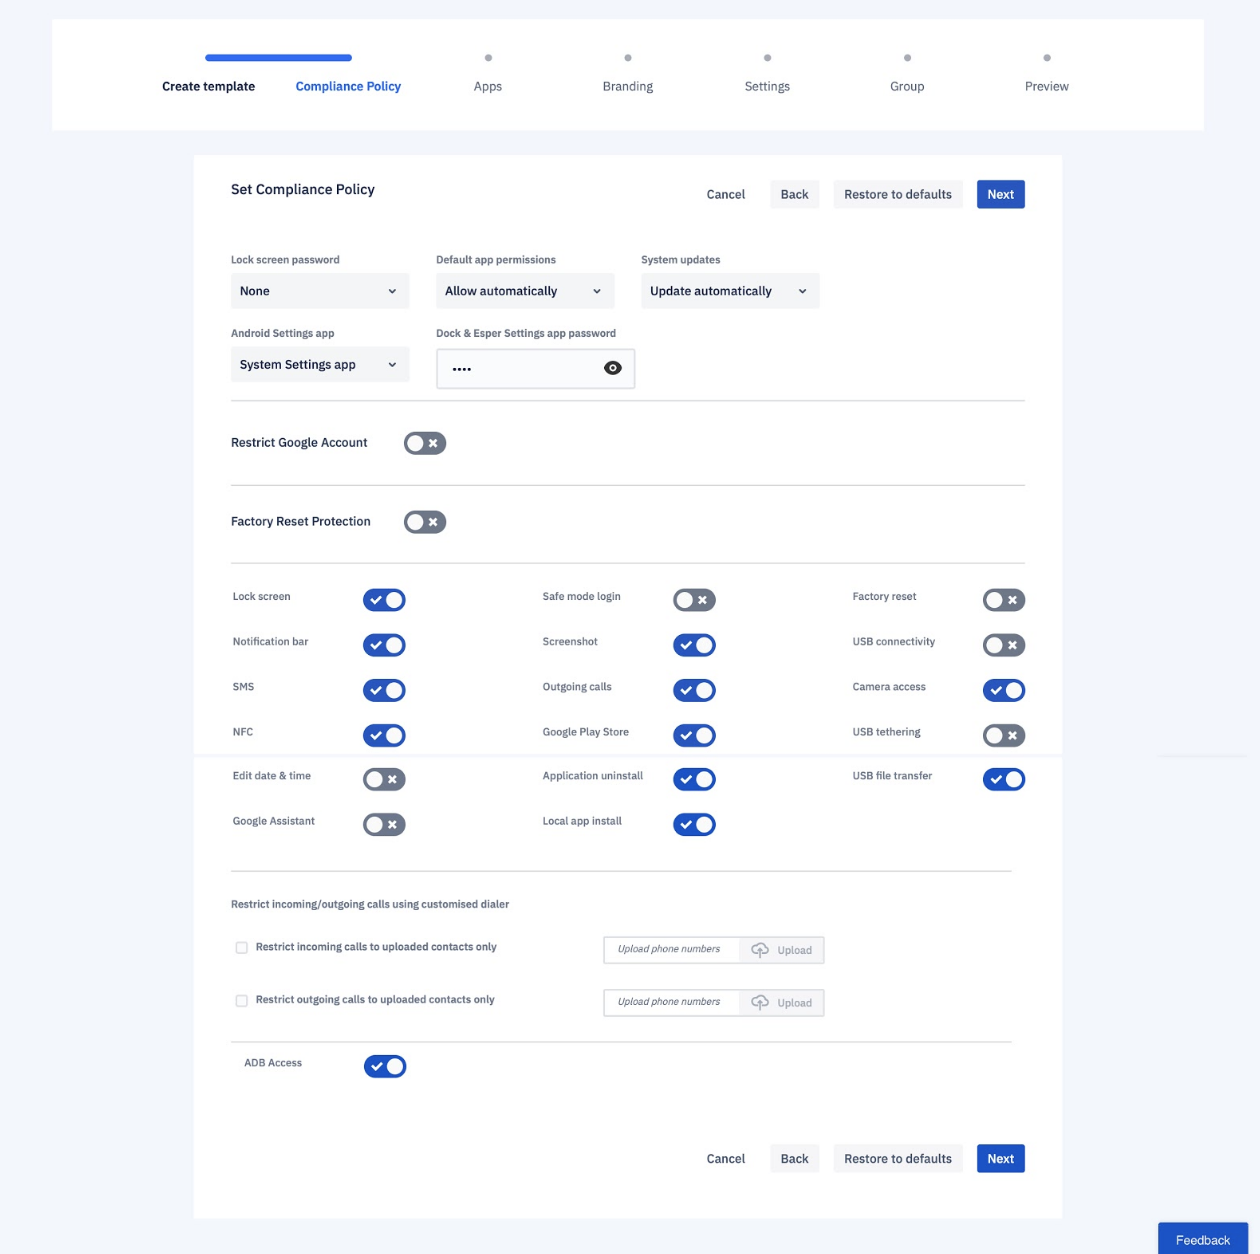 Create template
Compliance Policy
Apps
Branding
Settings
Group
Preview
Set Compliance Policy
Cancel
Back
Restore to defaults
Next
Lock screen password
Default app permissions
System updates
None
Allow automatically
Update automatically
Android Settings app
Dock & Esper Settings app password
System Settings app
••••
Restrict Google Account
Factory Reset Protection
Lock screen
Safe mode login
Factory reset
Notification bar
Screenshot
USB connectivity
SMS
Outgoing calls
Camera access
NFC
Google Play Store
USB tethering
Edit date & time
Application uninstall
USB file transfer
Google Assistant
Local app install
Restrict incoming/outgoing calls using customised dialer
Restrict incoming calls to uploaded contacts only
Upload phone numbers
Upload
Restrict outgoing calls to uploaded contacts only
Upload phone numbers
Upload
ADB Access
Cancel
Back
Restore to defaults
Next
Feedback